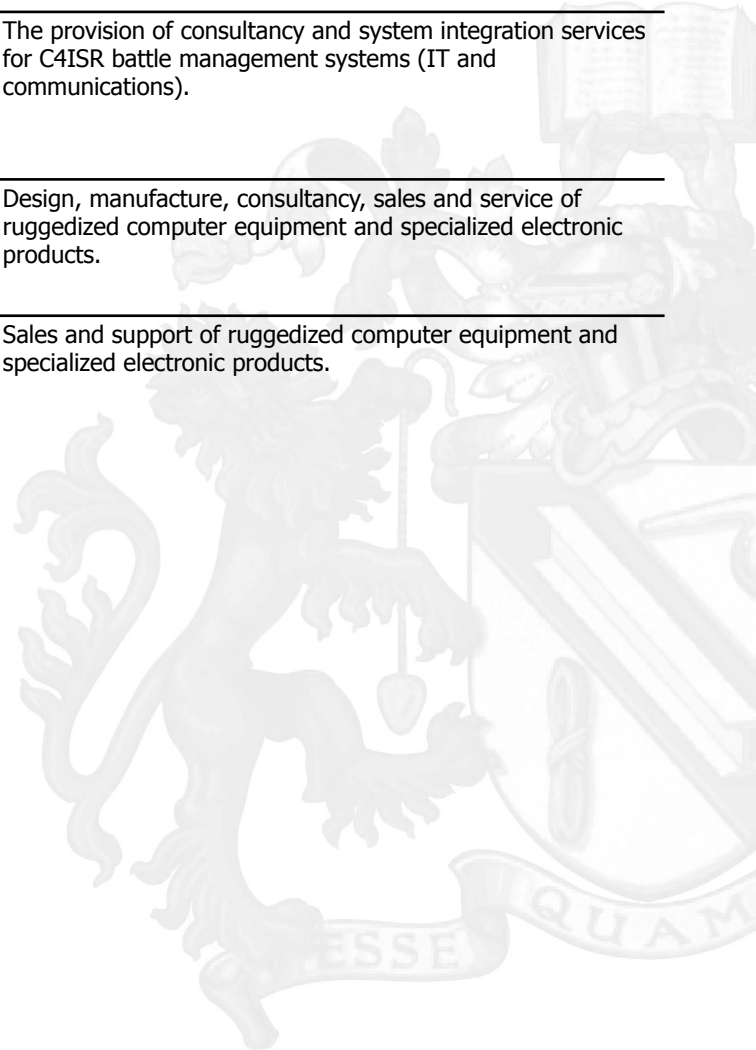 The provision of consultancy and system integration services
for C4ISR battle management systems (IT and
communications).
Design, manufacture, consultancy, sales and service of
ruggedized computer equipment and specialized electronic
products.
Sales and support of ruggedized computer equipment and
specialized electronic products.
ESSE
QUAM